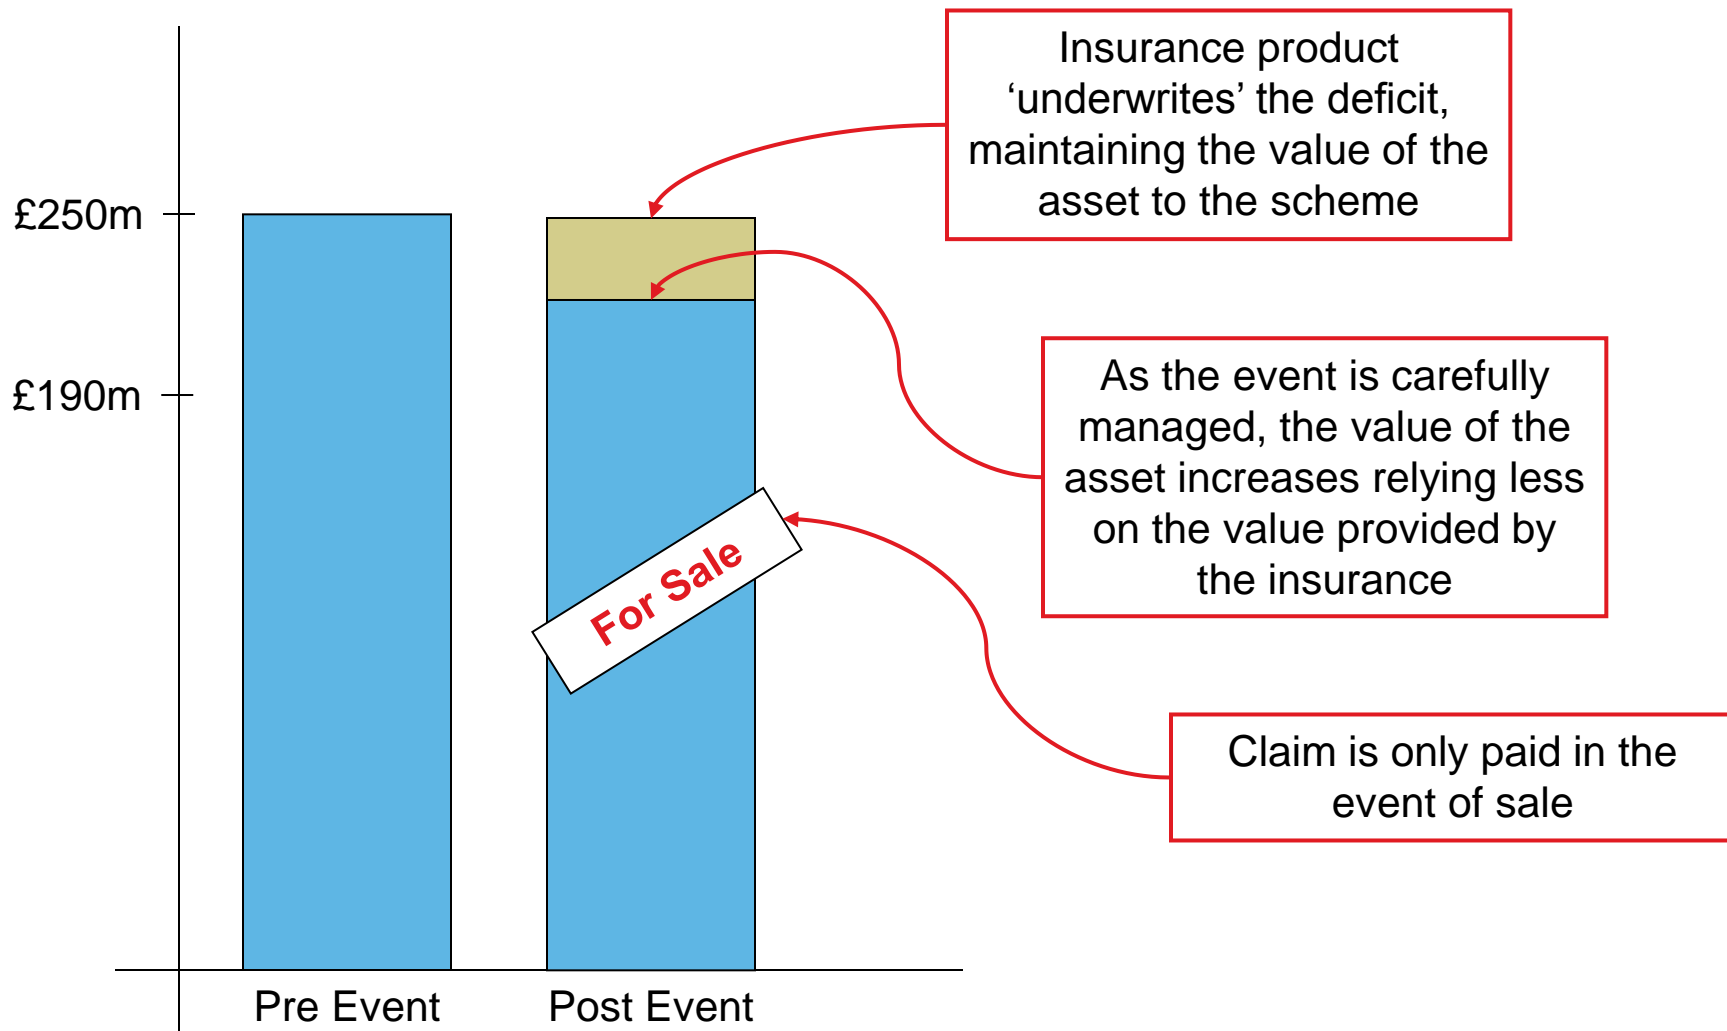 Insurance product
‘underwrites’ the deficit,
maintaining the value of the
asset to the scheme
£250m
£190m
As the event is carefully
managed, the value of the
asset increases relying less
on the value provided by
the insurance
For Sale
Claim is only paid in the
event of sale
Pre Event
Post Event